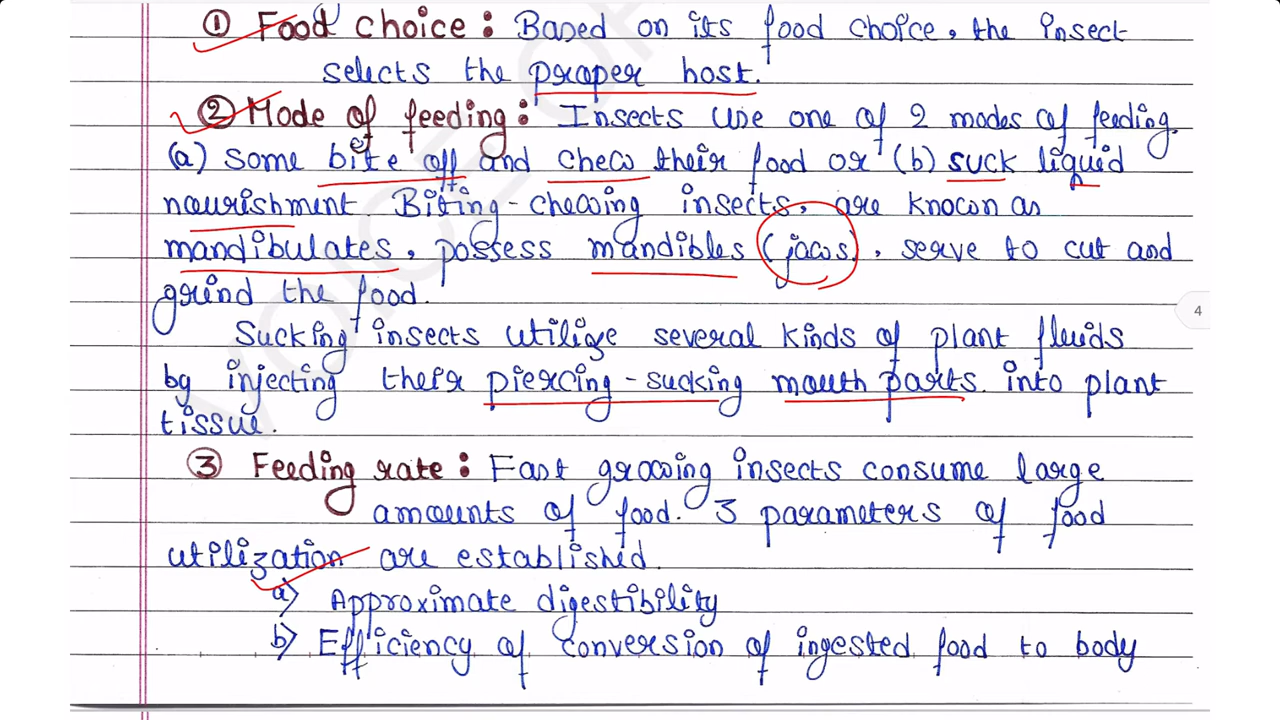 ① Food choice : Based on its food choice, the insect
selects the proper host.
② Mode of feeding : Insects use one of 2 modes of feeding.
(a) some bite off and chew their food or (b) suck liquid
nourishment. Biting-chewing insects, are known as
mandibulates, possess mandibles (jaws), serve to cut and
grind the food.
Sucking insects utilize several kinds of plant fluids
by injecting their piercing-sucking mouth parts into plant
tissue.
4
③ Feeding rate : Fast growing insects consume large
amounts of food. 3 parameters of food
utilization are established.
a) Approximate digestibility
b) Efficiency of conversion of ingested food to body